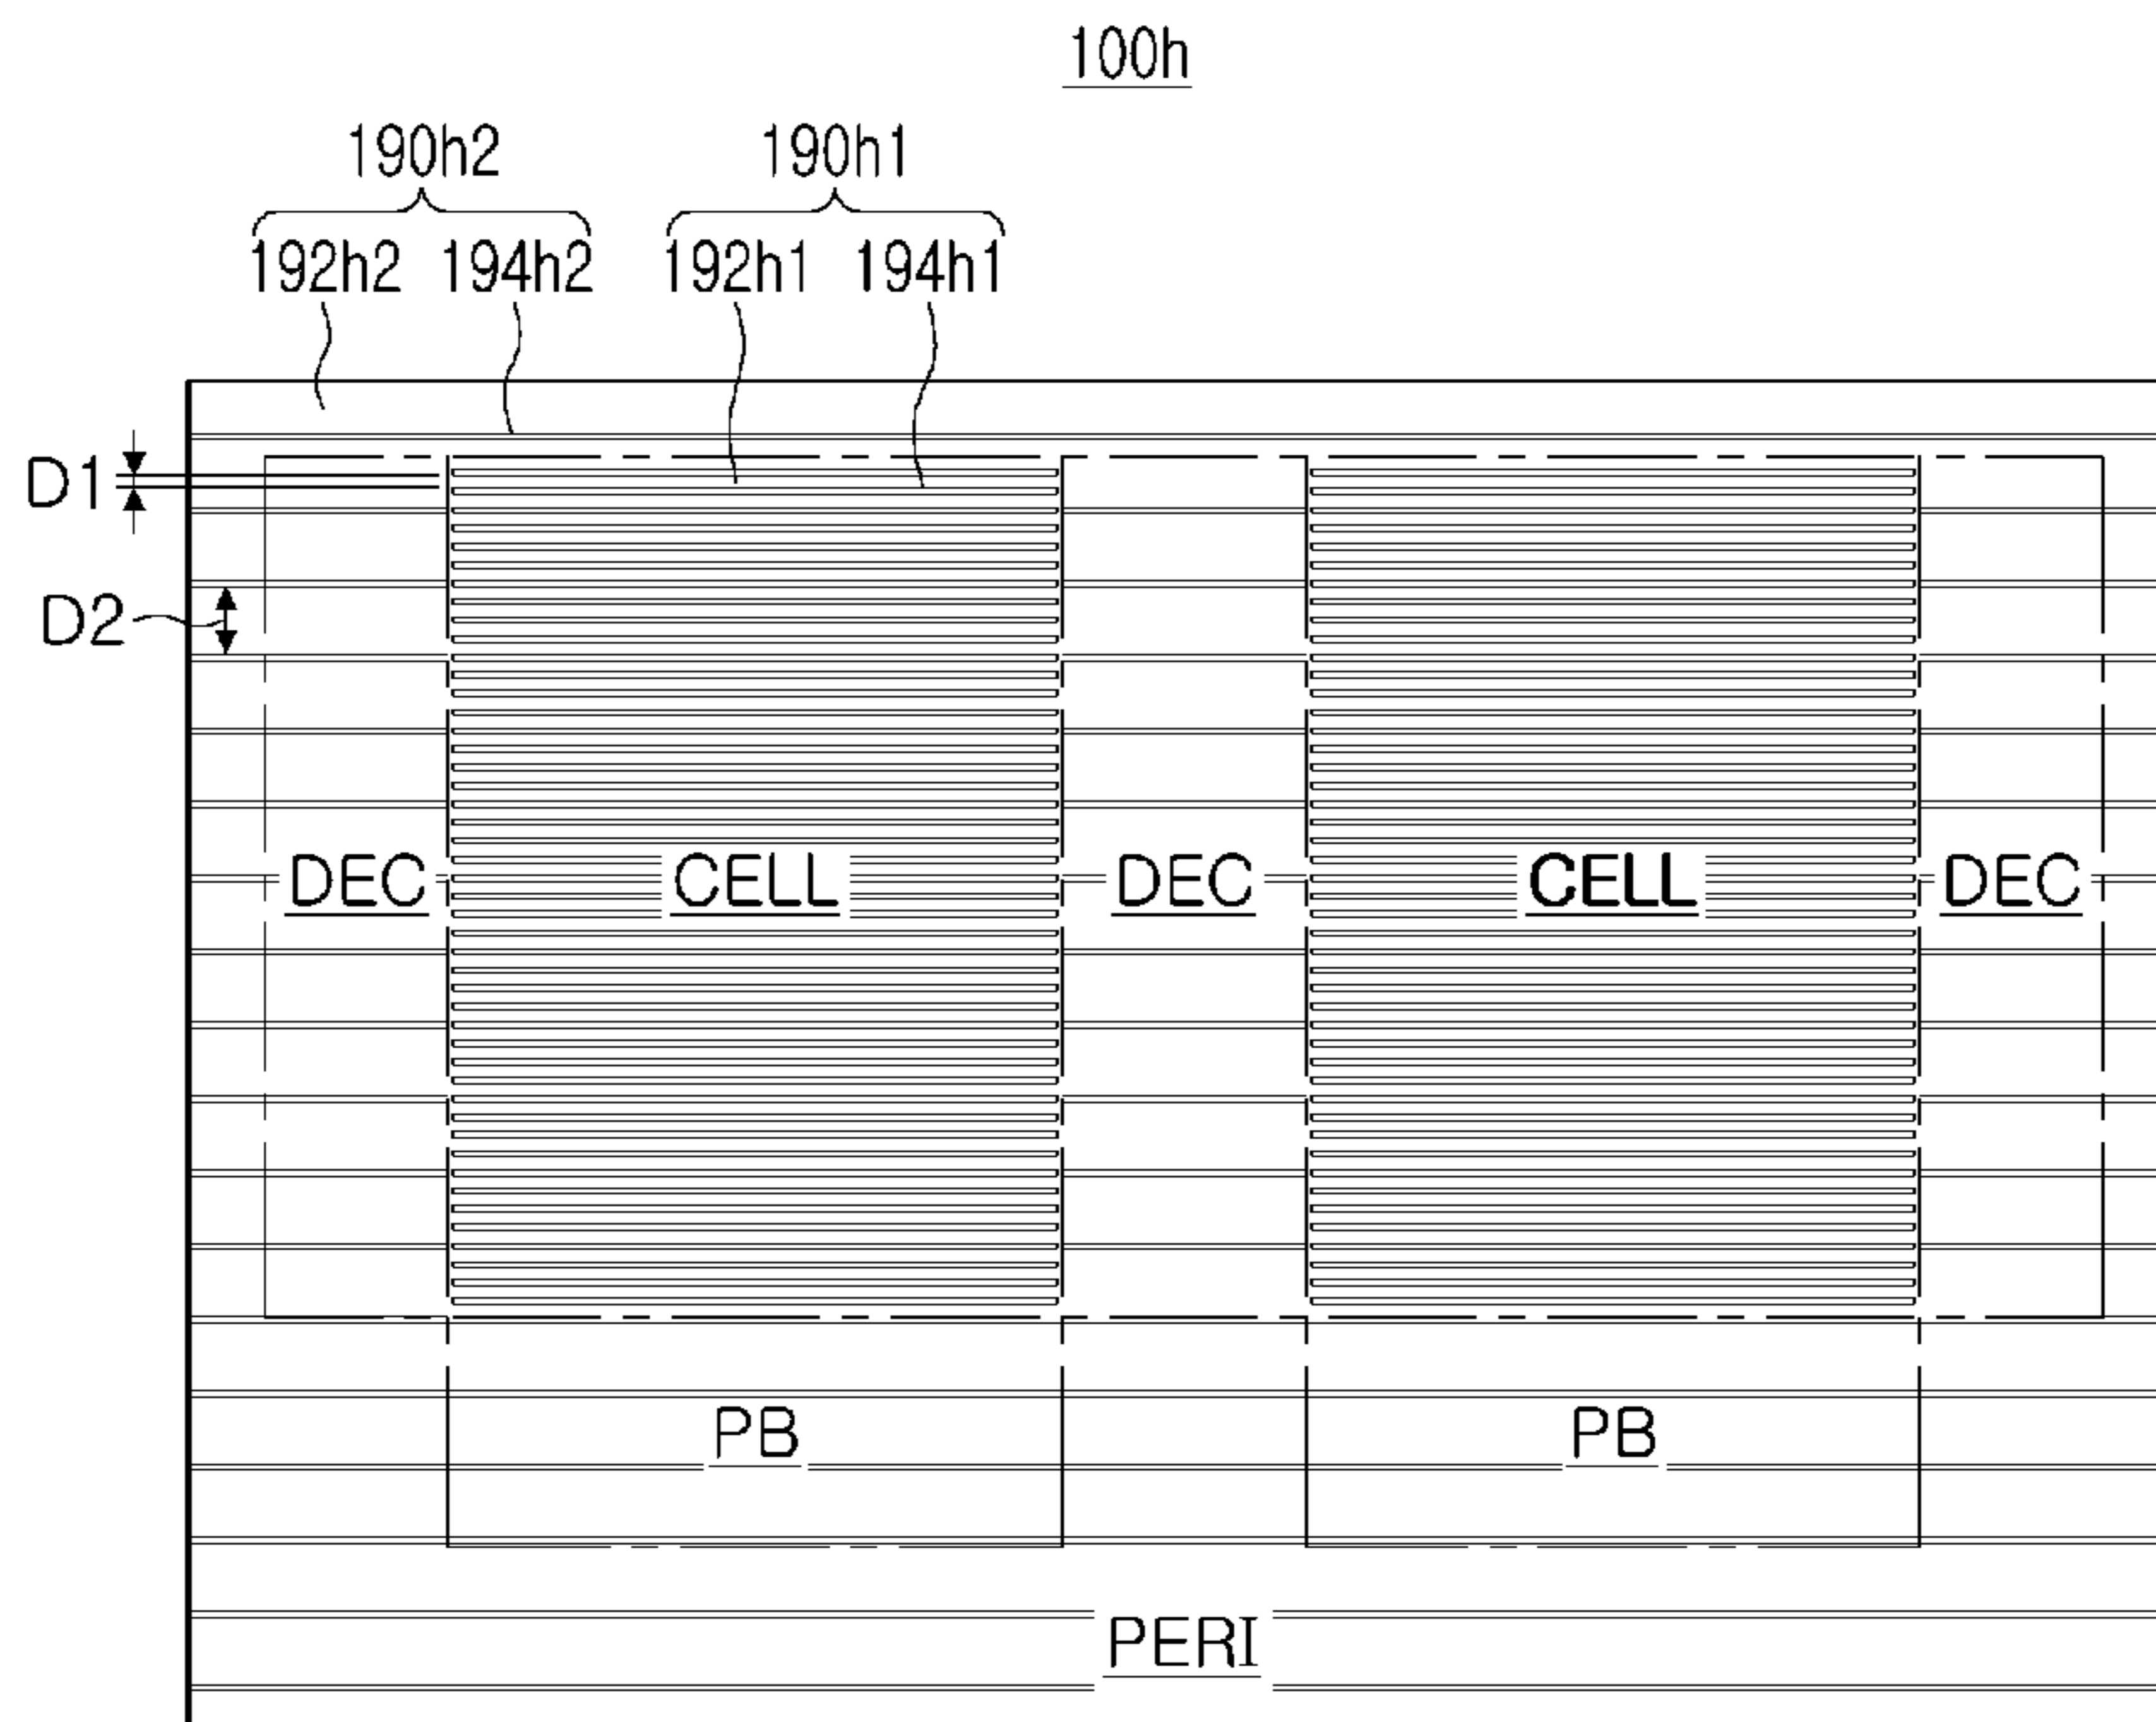 100h
190h2 190h1
192h2 194h2 192h1 194h1
D1
D2
DEC CELL DEC CELL DEC
PB PB
PERI